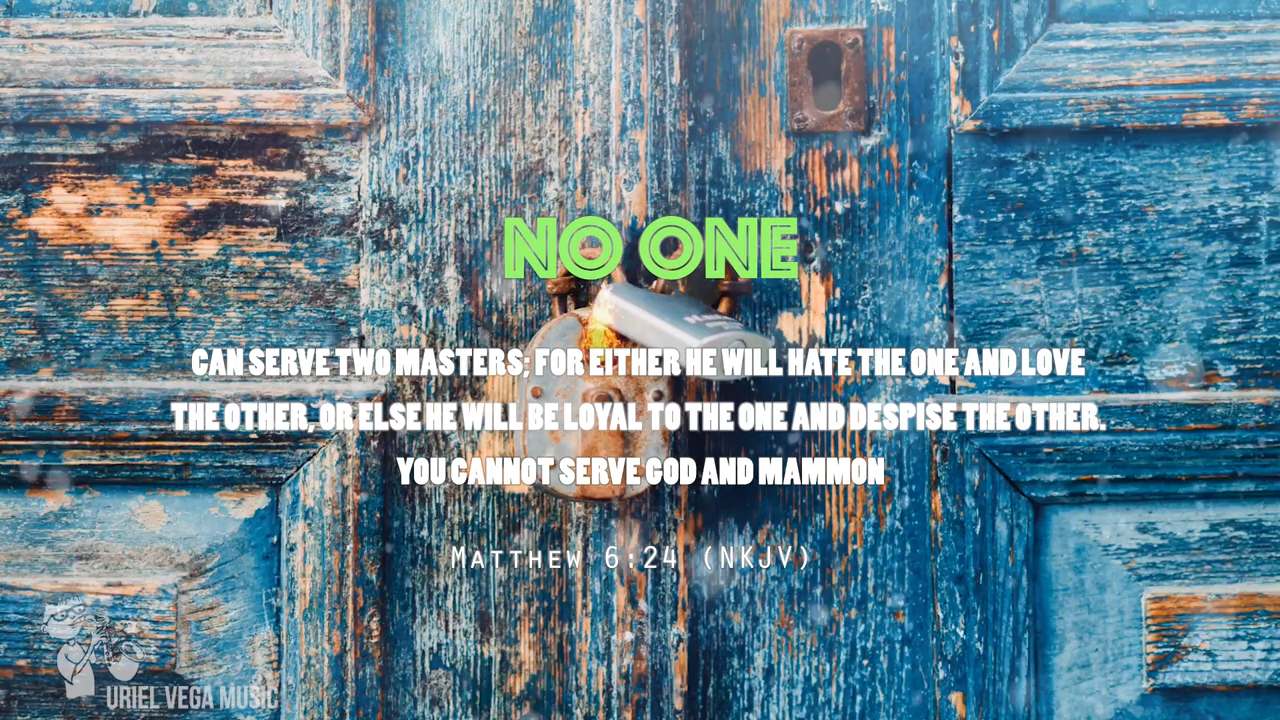 NO ONE
CAN SERVE TWO MASTERS; FOR EITHER HE WILL HATE THE ONE AND LOVE
THE OTHER, OR ELSE HE WILL BE LOYAL TO THE ONE AND DESPISE THE OTHER.
YOU CANNOT SERVE GOD AND MAMMON
Matthew 6:24 (NKJV)
URIEL VEGA MUSIC